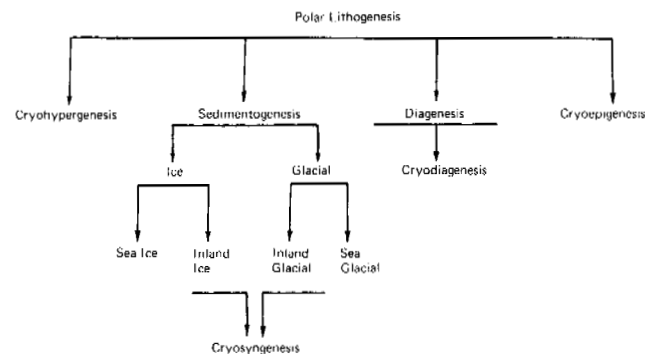 Polar Lithogenesis
Cryohypergenesis Sedimentogenesis Diagenesis Cryoepigenesis
Ice Glacial Cryodiagenesis
Sea Ice Inland Ice Inland Glacial Sea Glacial
Cryosyngenesis